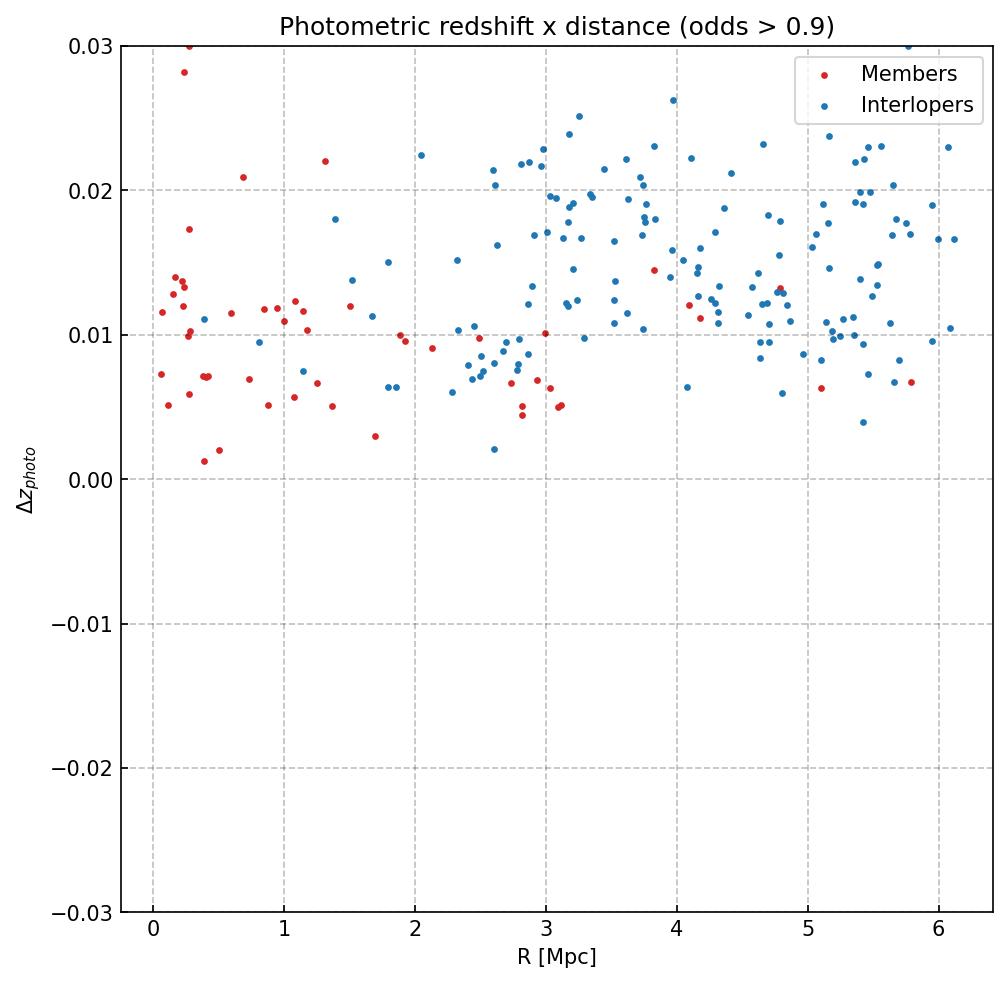 Photometric redshift x distance (odds > 0.9)
Members
Interlopers
0.03
0.02
0.01
0.00
−0.01
−0.02
−0.03
Δz_photo
0 1 2 3 4 5 6
R [Mpc]